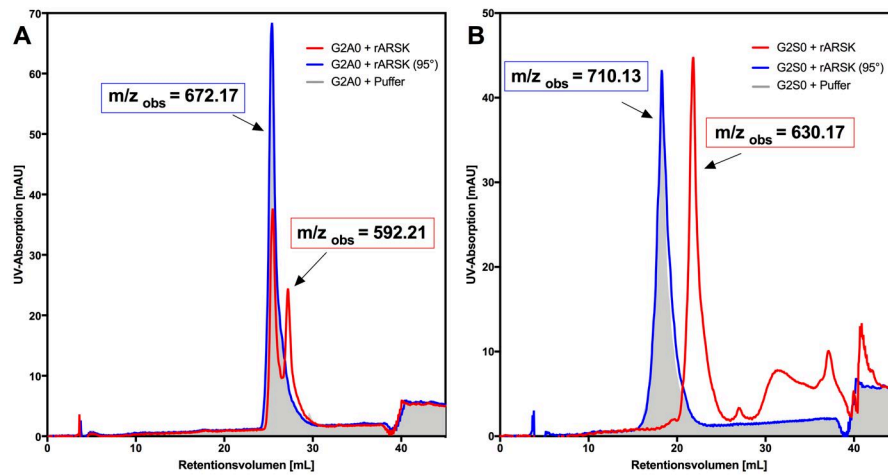 A
G2A0 + rARSK
G2A0 + rARSK (95°)
G2A0 + Puffer
m/z obs = 672.17
m/z obs = 592.21
UV-Absorption [mAU]
70
60
50
40
30
20
10
0
0 10 20 30 40
Retentionsvolumen [mL]
B
G2S0 + rARSK
G2S0 + rARSK (95°)
G2S0 + Puffer
m/z obs = 710.13
m/z obs = 630.17
UV-Absorption [mAU]
50
40
30
20
10
0
0 10 20 30 40
Retentionsvolumen [mL]